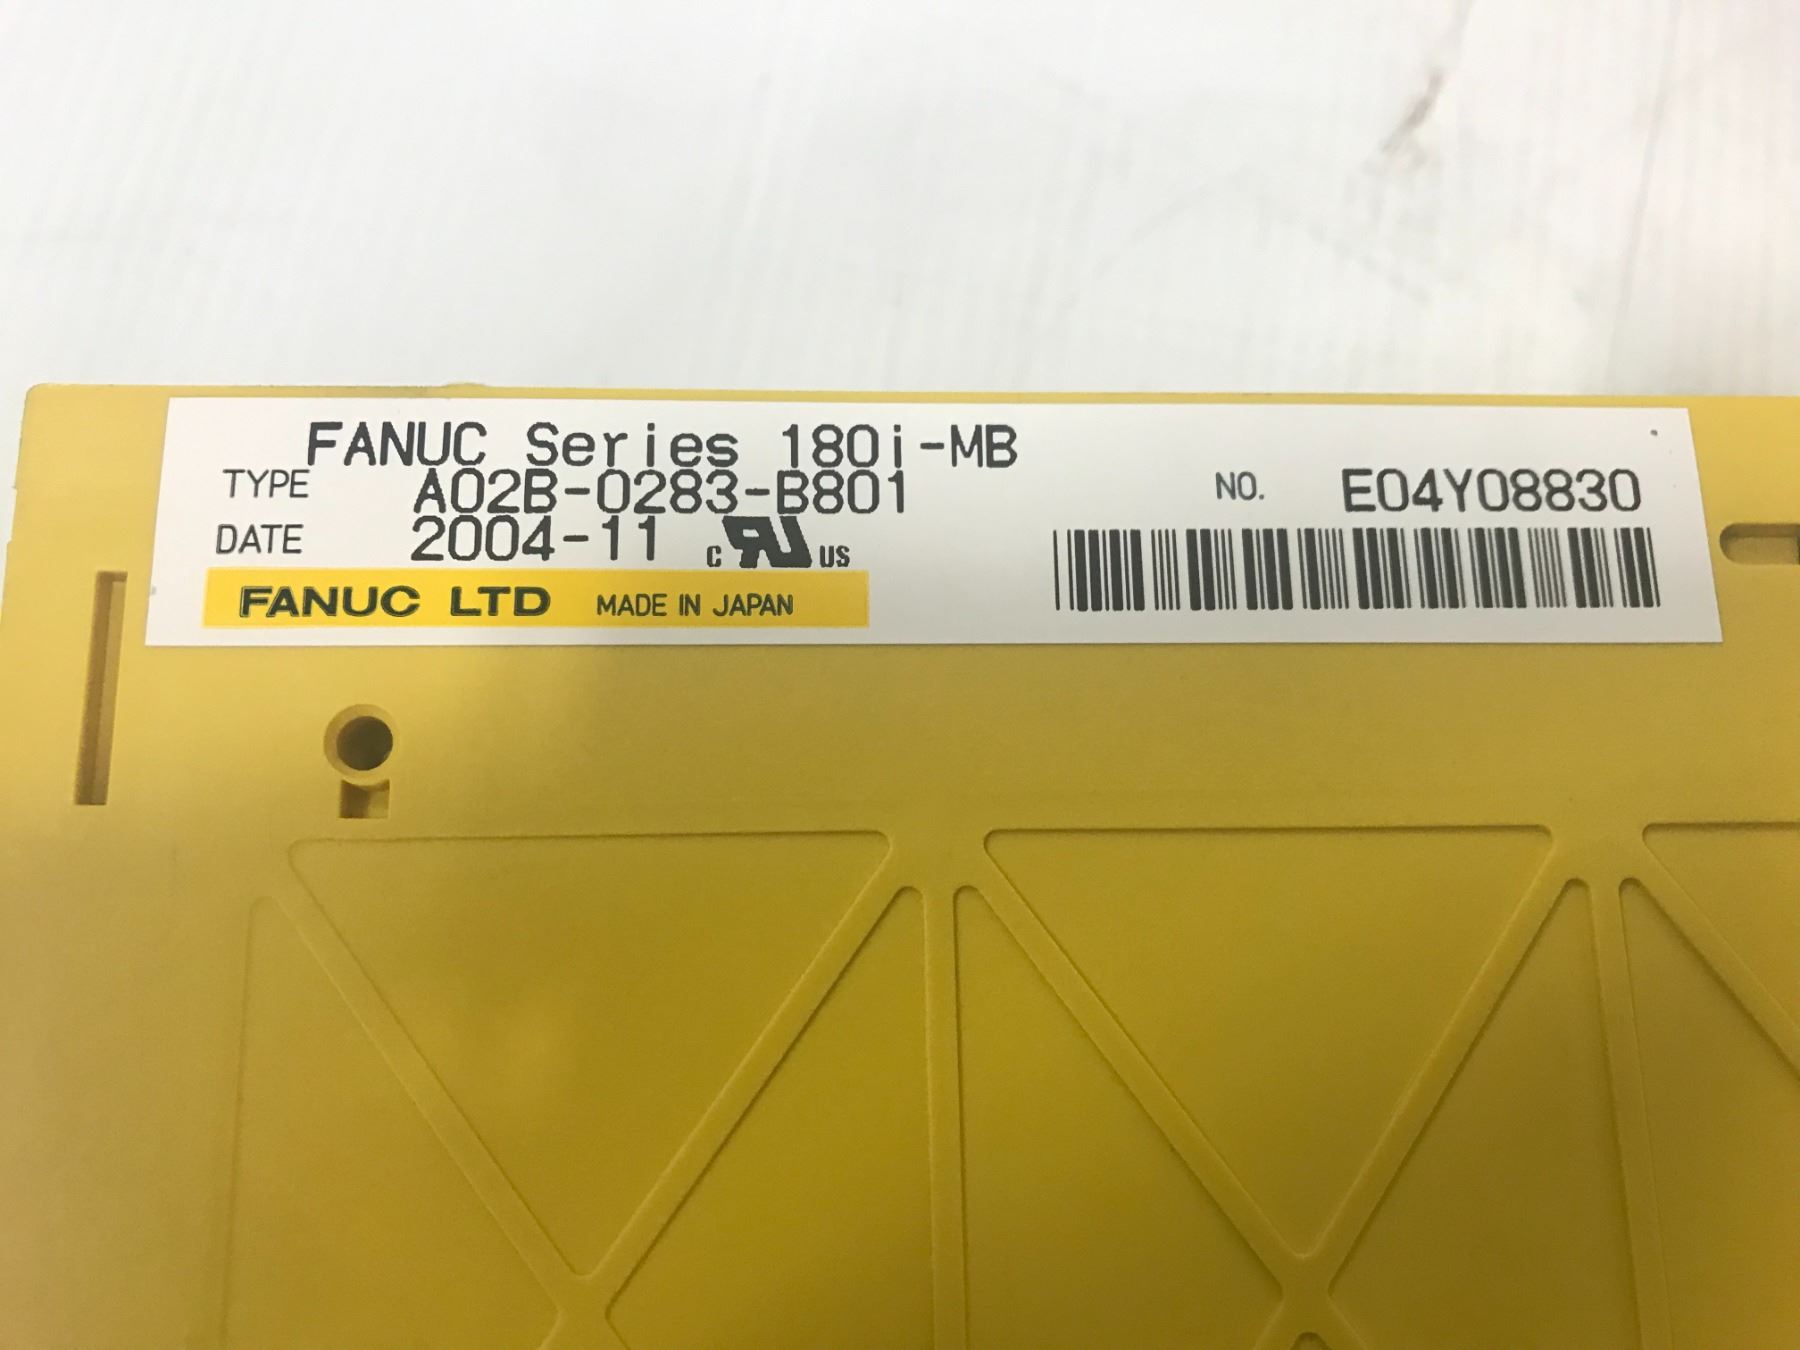 FANUC Series 180i-MB
TYPE A02B-0283-B801
NO. E04Y08830
DATE 2004-11 c RU US
FANUC LTD MADE IN JAPAN